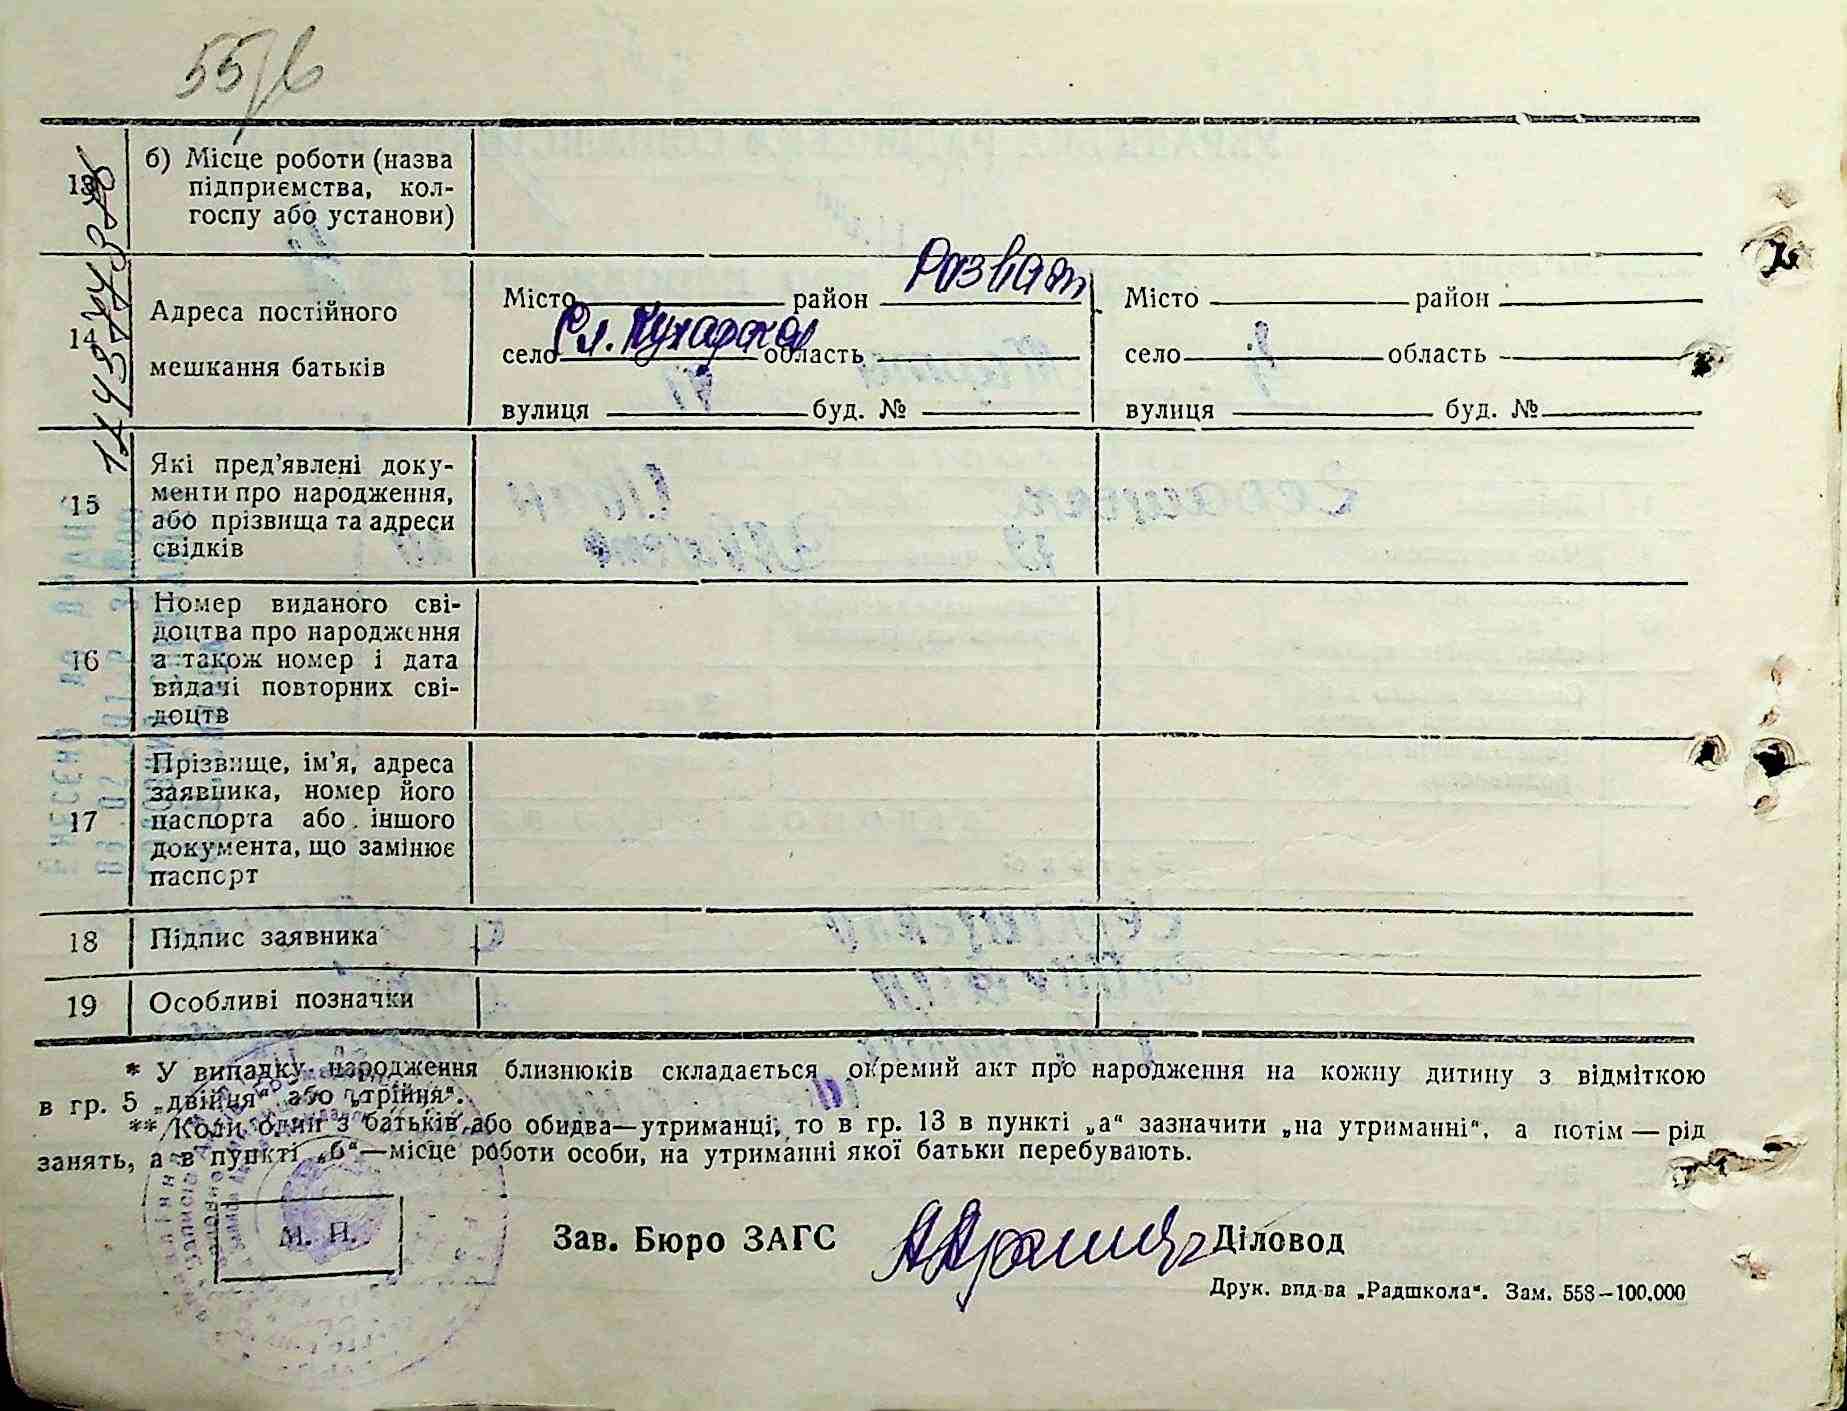 55/6
13
б) Місце роботи (назва
підприємства, кол-
госпу або установи)
14
Адреса постійного
мешкання батьків
Місто район Розваж
село Сл. Кухарска область
вулиця буд. №
Місто район
село область
вулиця буд. №
15
Які пред'явлені доку-
менти про народження,
або прізвища та адреси
свідків
16
Номер виданого сві-
доцтва про народження
а також номер і дата
видачі повторних сві-
доцтв
17
Прізвище, ім'я, адреса
заявника, номер його
паспорта або іншого
документа, що замінює
паспорт
18
Підпис заявника
19
Особливі позначки
* У випадку народження близнюків складається окремий акт про народження на кожну дитину з відміткою
в гр. 5 „двійня“ або „трійня“.
** Коли один з батьків або обидва—утриманці, то в гр. 13 в пункті „а“ зазначити „на утриманні“, а потім — рід
занять, а в пункті „б“—місце роботи особи, на утриманні якої батьки перебувають.
М. П.
Зав. Бюро ЗАГС
Діловод
Друк. впд-ва „Радшкола“. Зам. 558—100.000